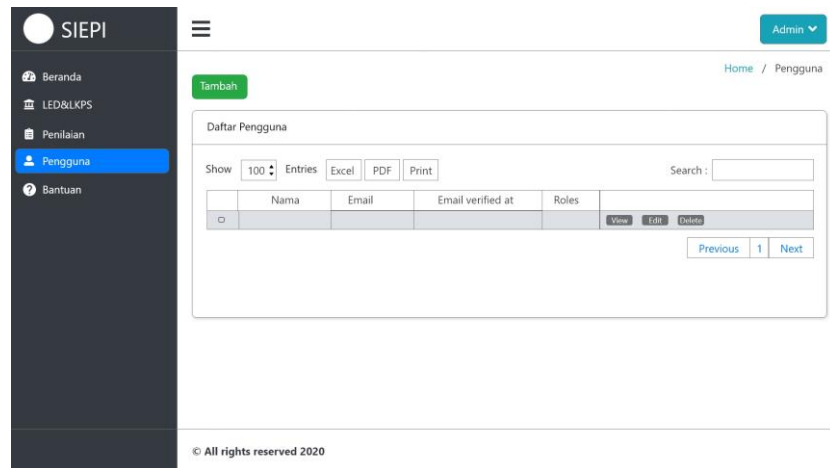 SIEPI
Admin
Beranda
LED&LKPS
Penilaian
Pengguna
Bantuan
Home / Pengguna
Tambah
Daftar Pengguna
Show 100 Entries Excel PDF Print Search :
Nama Email Email verified at Roles
View Edit Delete
Previous 1 Next
© All rights reserved 2020